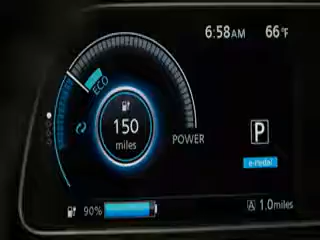 6:58AM 66°F
ECO
150
miles
POWER
P
e-Pedal
90%
A 1.0miles